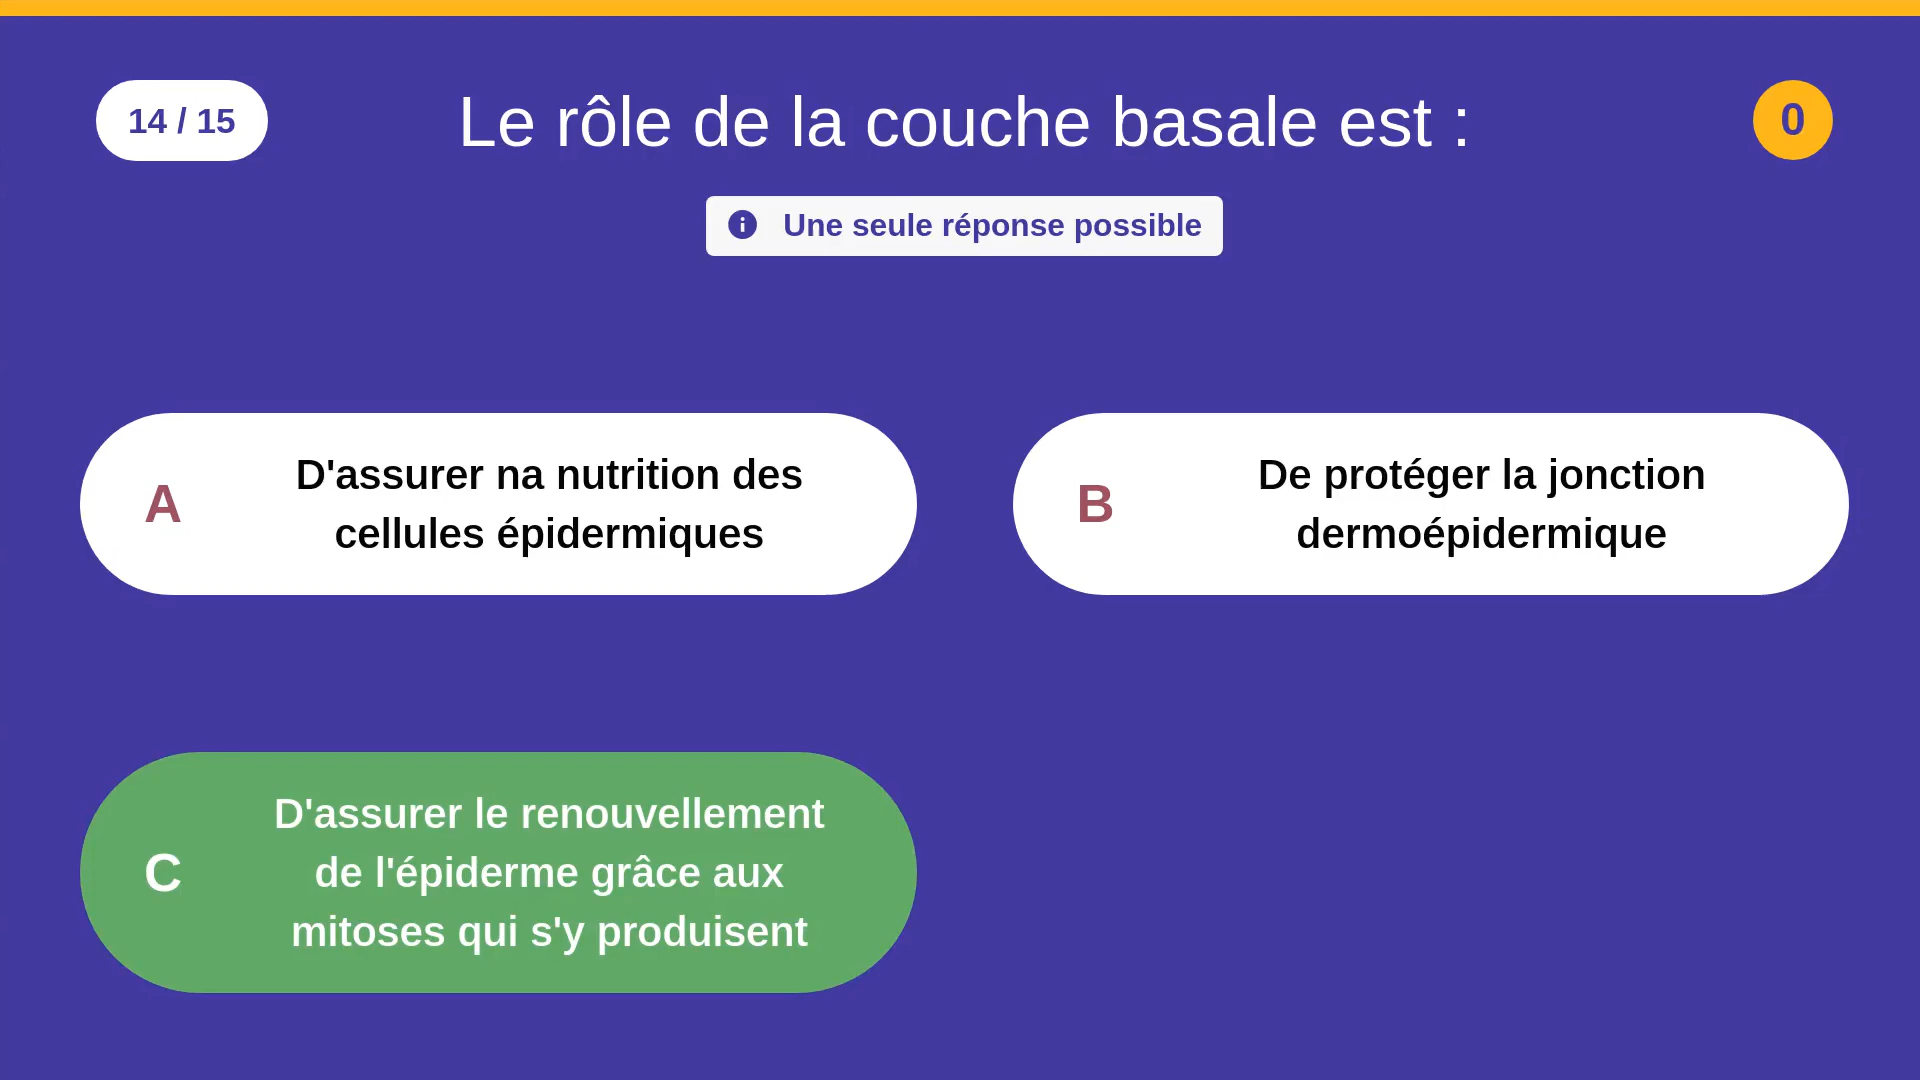 14 / 15
Le rôle de la couche basale est :
0
Une seule réponse possible
A
D'assurer na nutrition des
cellules épidermiques
B
De protéger la jonction
dermoépidermique
C
D'assurer le renouvellement
de l'épiderme grâce aux
mitoses qui s'y produisent